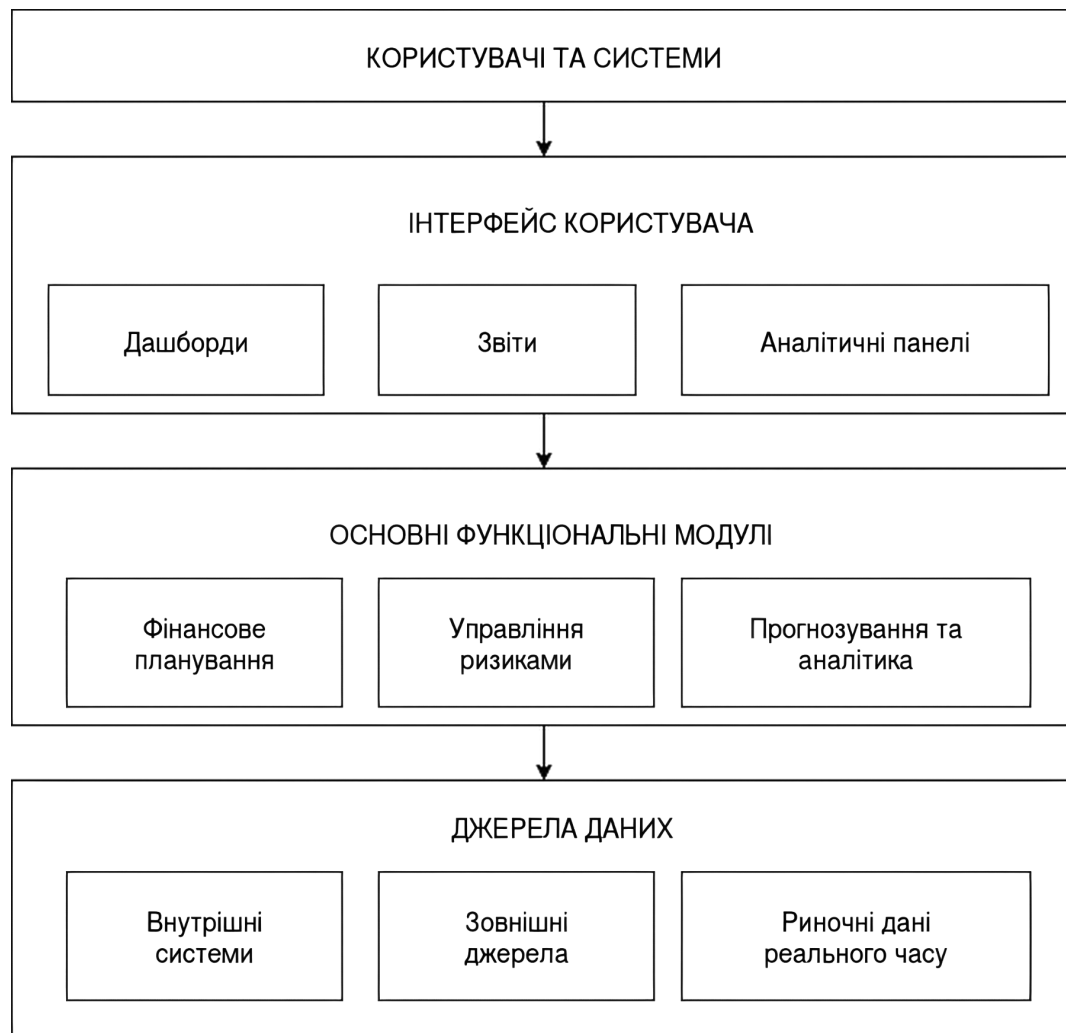 КОРИСТУВАЧІ ТА СИСТЕМИ
ІНТЕРФЕЙС КОРИСТУВАЧА
Дашборди
Звіти
Аналітичні панелі
ОСНОВНІ ФУНКЦІОНАЛЬНІ МОДУЛІ
Фінансове
планування
Управління
ризиками
Прогнозування та
аналітика
ДЖЕРЕЛА ДАНИХ
Внутрішні
системи
Зовнішні
джерела
Риночні дані
реального часу